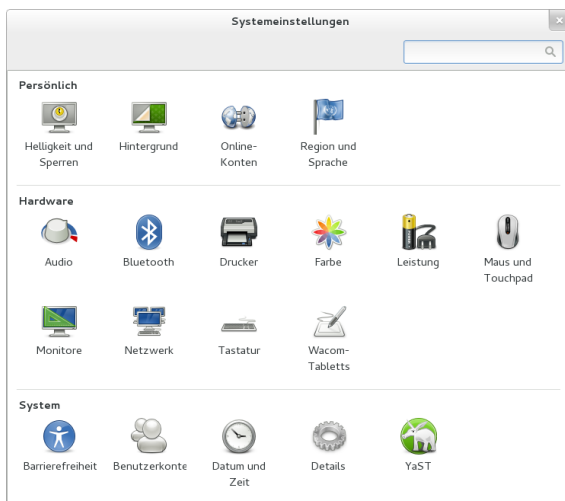 Systemeinstellungen
Persönlich
Helligkeit und Sperren
Hintergrund
Online-Konten
Region und Sprache
Hardware
Audio
Bluetooth
Drucker
Farbe
Leistung
Maus und Touchpad
Monitore
Netzwerk
Tastatur
Wacom-Tabletts
System
Barrierefreiheit
Benutzerkonte
Datum und Zeit
Details
YaST